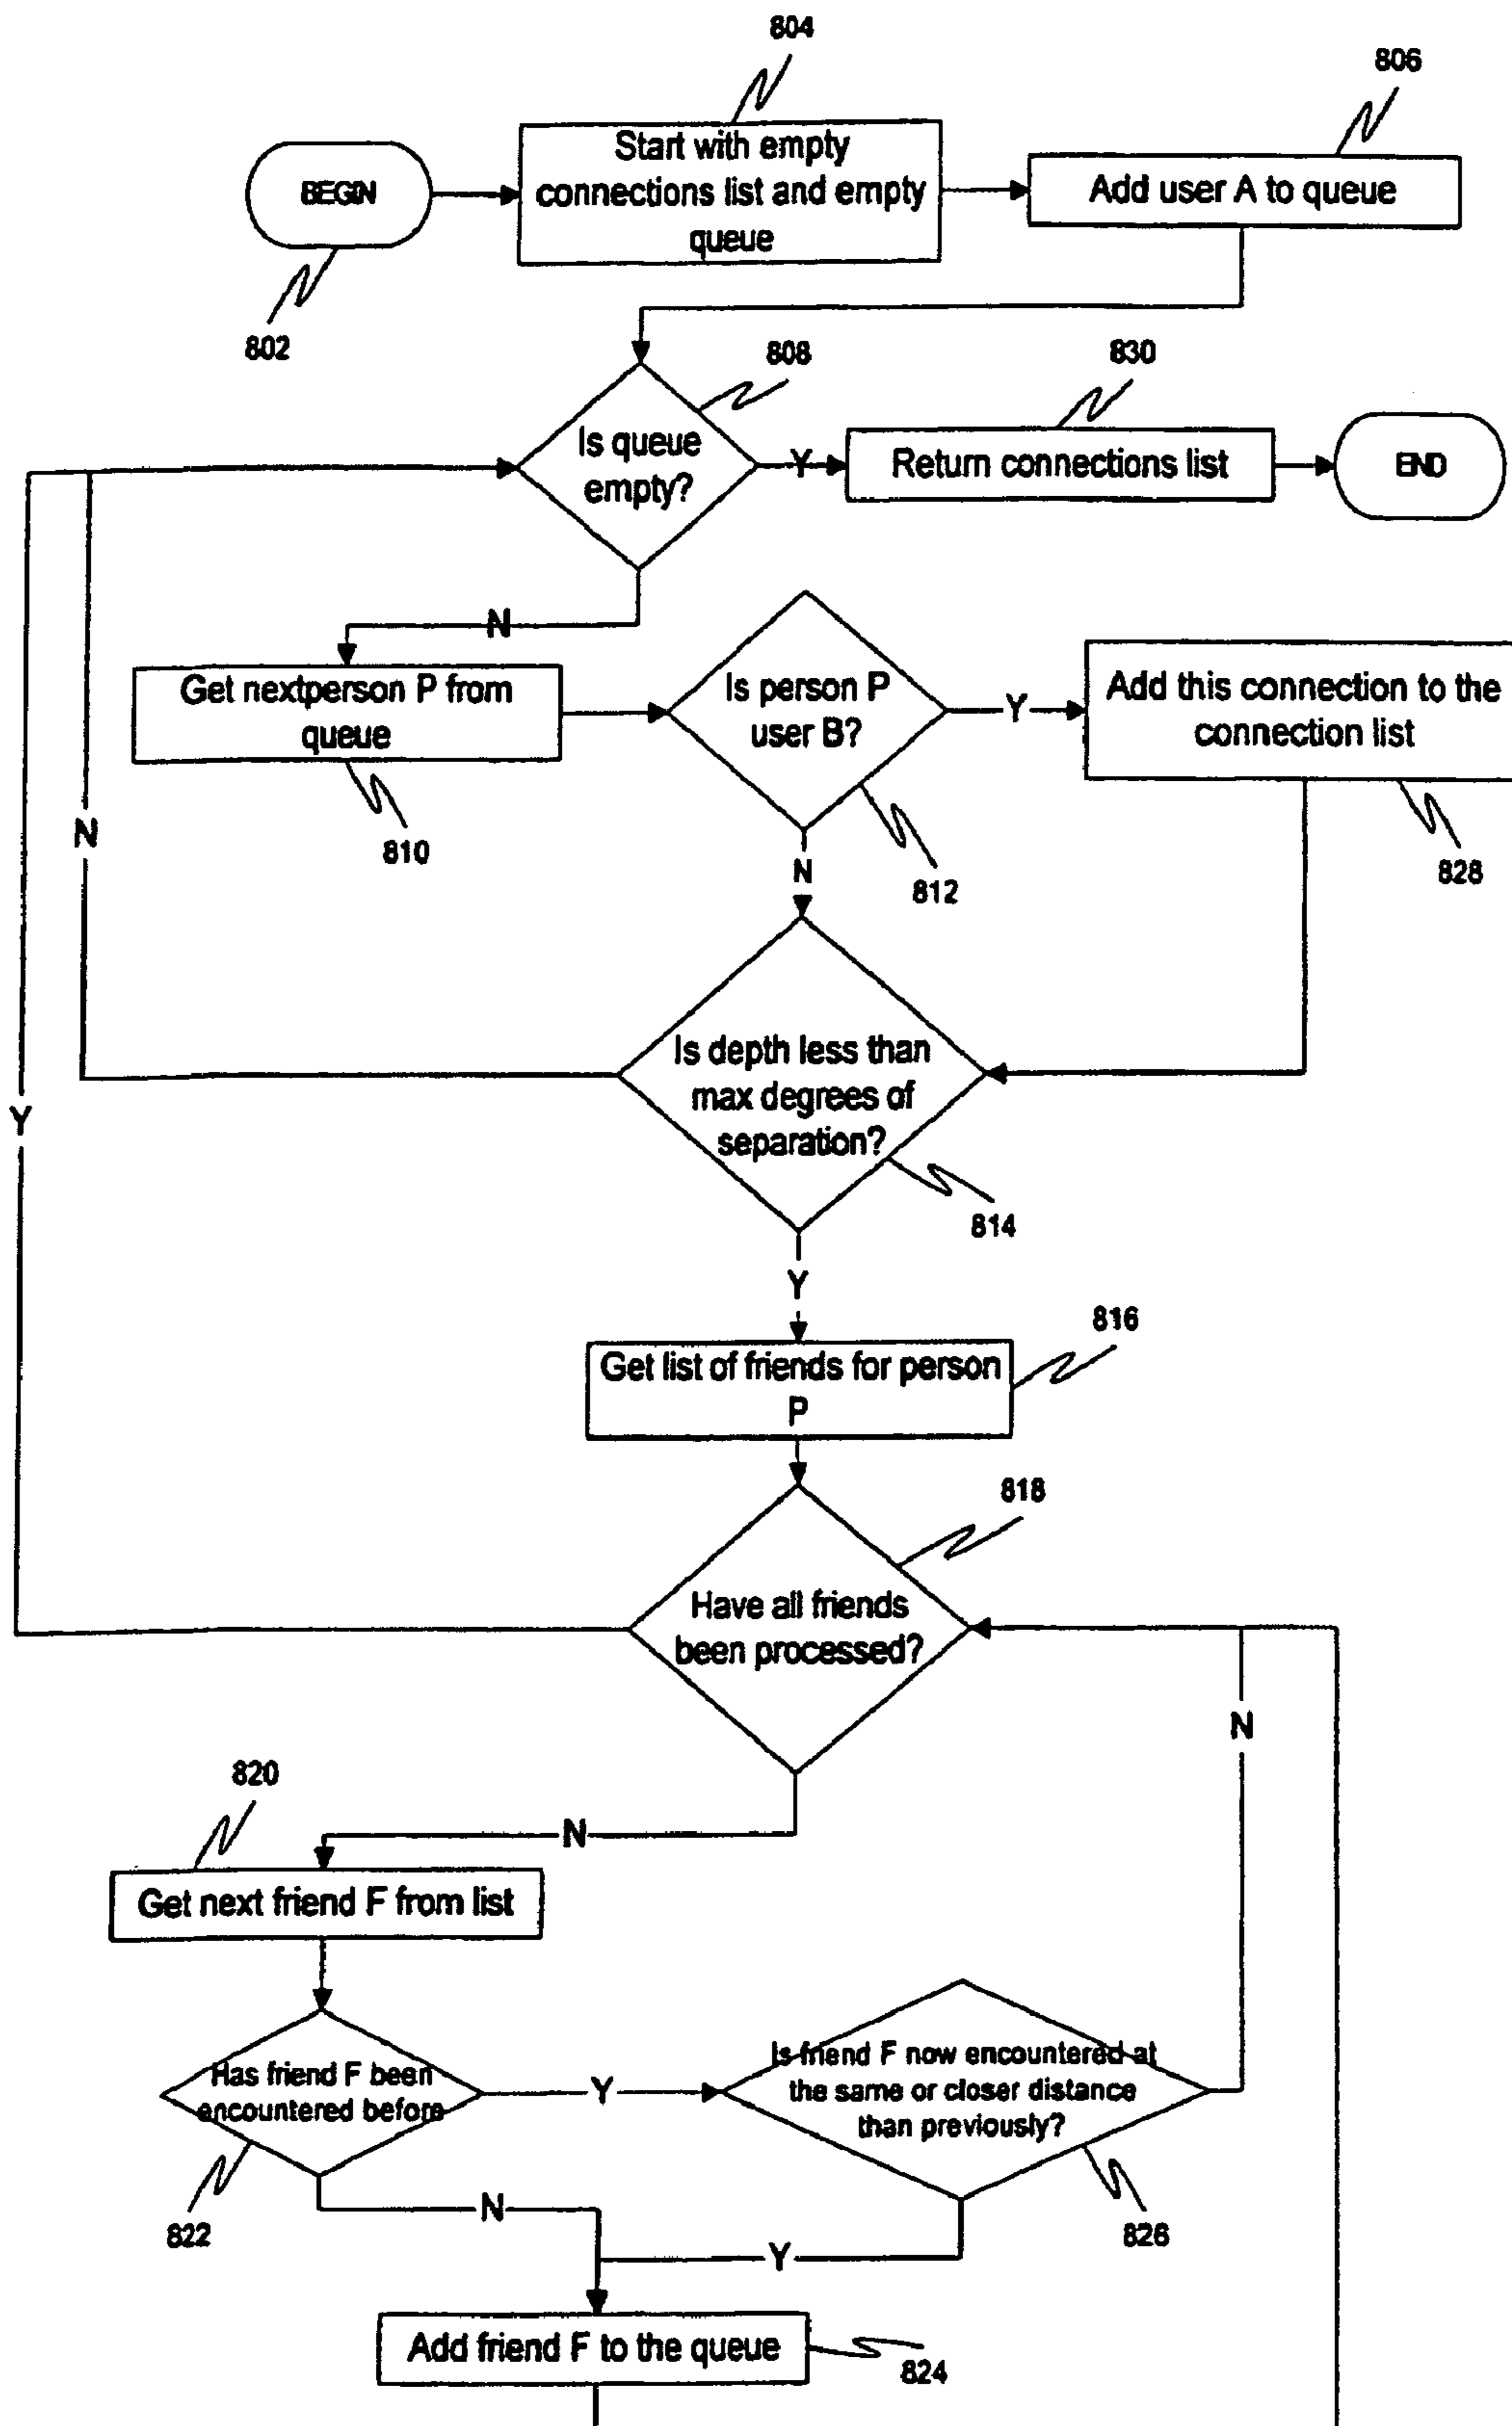 804
806
BEGIN
Start with empty
connections list and empty
queue
Add user A to queue
802
808
830
Is queue
empty?
Y
Return connections list
END
N
Get nextperson P from
queue
Is person P
user B?
Y
Add this connection to the
connection list
N
810
N
812
828
Is depth less than
max degrees of
separation?
Y
814
Y
816
Get list of friends for person
P
818
Have all friends
been processed?
N
820
N
Get next friend F from list
Has friend F been
encountered before
Y
Is friend F now encountered at
the same or closer distance
than previously?
822
N
826
Y
Add friend F to the queue
824